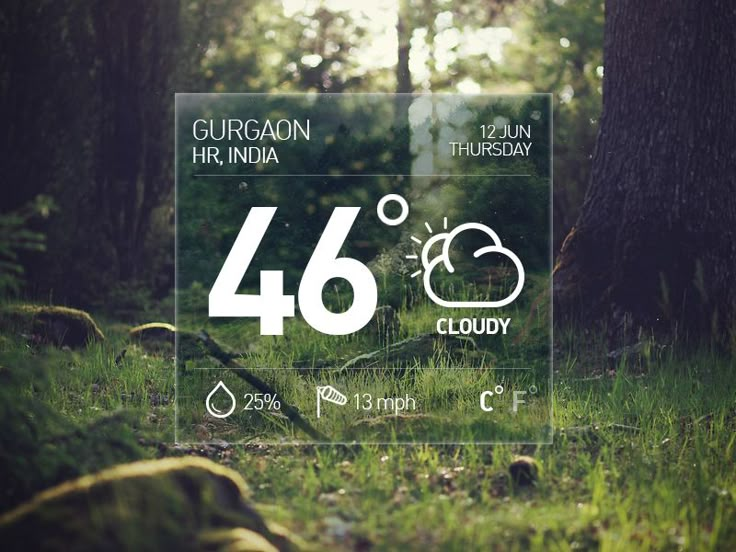 GURGAON
HR, INDIA
12 JUN
THURSDAY
46°
CLOUDY
25%
13 mph
C° F°